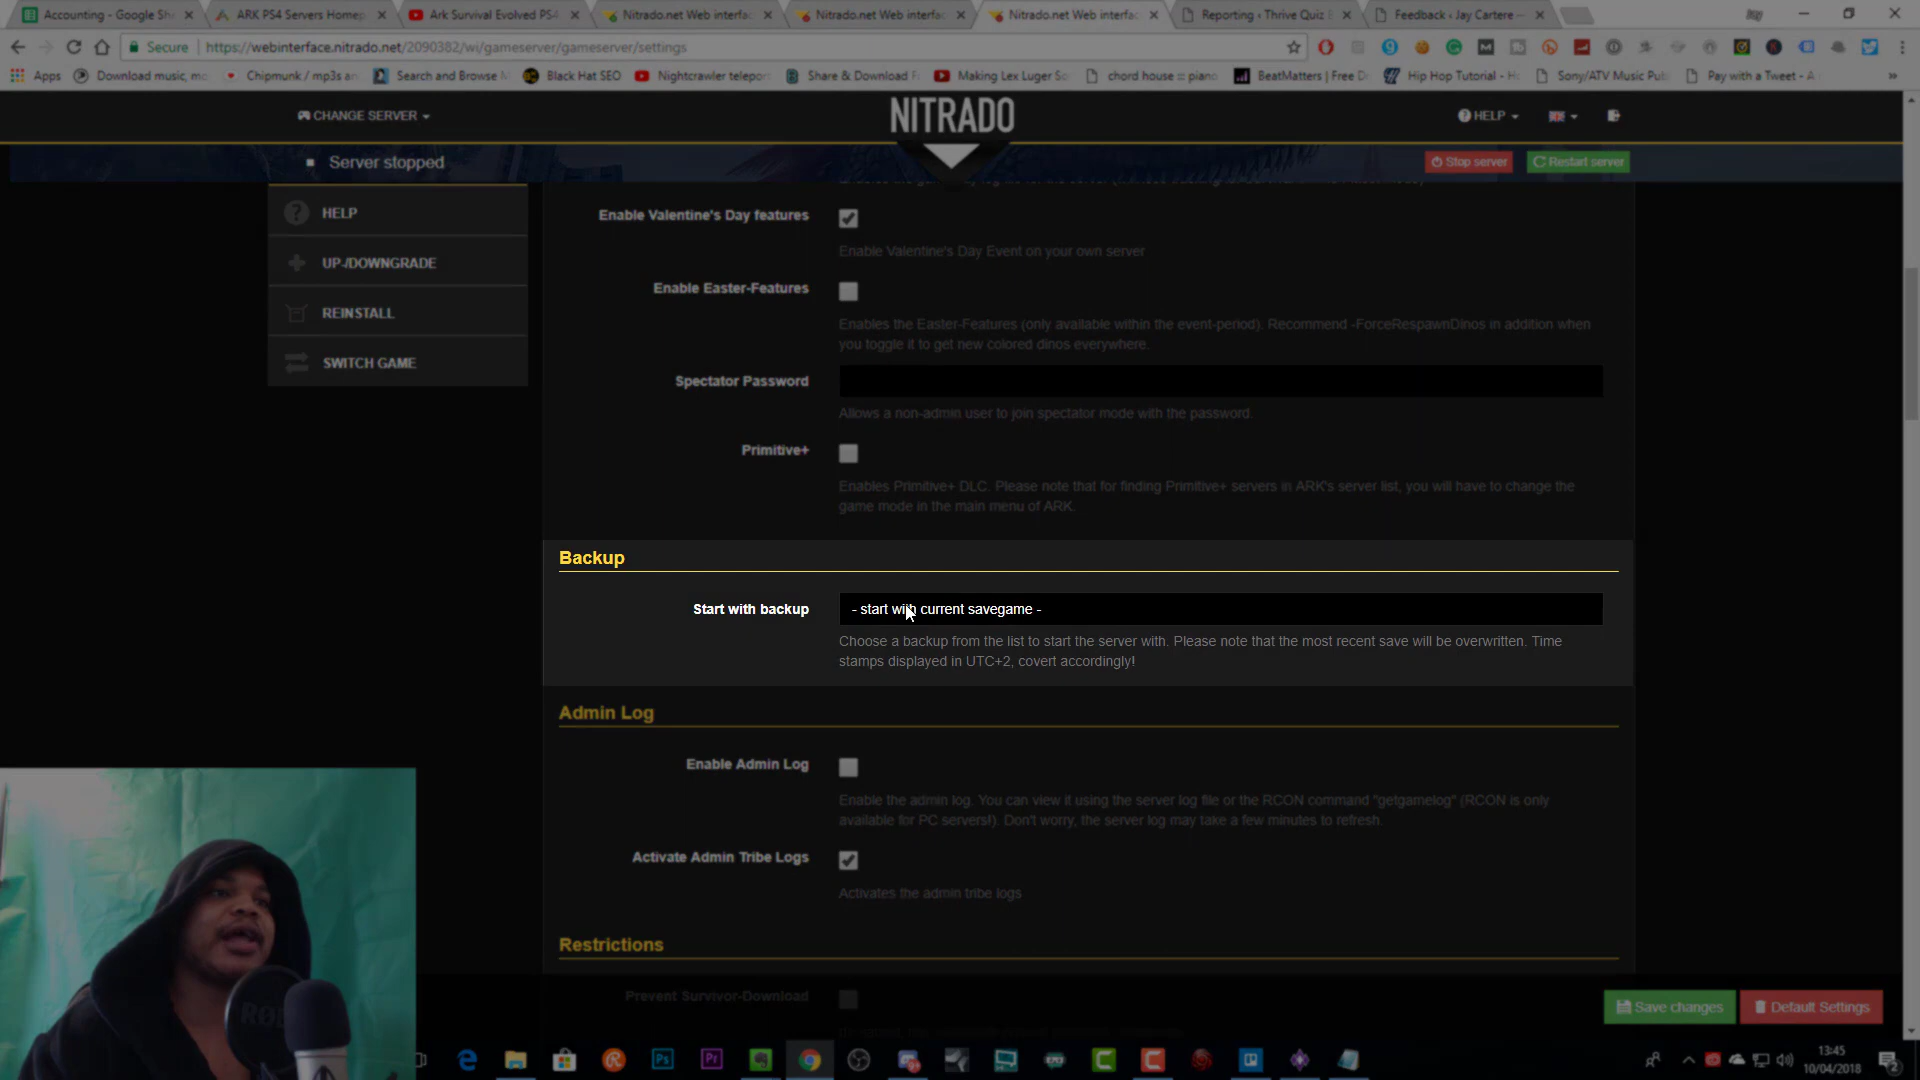 Accounting - Google Sh
ARK PS4 Servers Homep
Ark Survival Evolved PS4
Nitrado.net Web interfac
Nitrado.net Web interfac
Nitrado.net Web interfac
Reporting ‹ Thrive Quiz
Feedback ‹ Jay Cartere —
Secure
https://webinterface.nitrado.net/2090382/wi/gameserver/gameserver/settings
Apps
Download music, mo
Chipmunk / mp3s an
Search and Browse
Black Hat SEO
Nightcrawler telepor
Share & Download Fi
Making Lex Luger So
chord house :: piano
BeatMatters | Free D
Hip Hop Tutorial - H
Sony/ATV Music Pub
Pay with a Tweet - A
CHANGE SERVER
NITRADO
HELP
Server stopped
Stop server
Restart server
HELP
UP-/DOWNGRADE
REINSTALL
SWITCH GAME
Enable Valentine's Day features
Enable Valentine's Day Event on your own server
Enable Easter-Features
Enables the Easter-Features (only available within the event-period). Recommend -ForceRespawnDinos in addition when
you toggle it to get new colored dinos everywhere.
Spectator Password
Allows a non-admin user to join spectator mode with the password.
Primitive+
Enables Primitive+ DLC. Please note that for finding Primitive+ servers in ARK's server list, you will have to change the
game mode in the main menu of ARK.
Backup
Start with backup
- start with current savegame -
Choose a backup from the list to start the server with. Please note that the most recent save will be overwritten. Time
stamps displayed in UTC+2, covert accordingly!
Admin Log
Enable Admin Log
Enable the admin log. You can view it using the server log file or the RCON command "getgamelog" (RCON is only
available for PC servers!). Don't worry, the server log may take a few minutes to refresh.
Activate Admin Tribe Logs
Activates the admin tribe logs
Restrictions
Prevent Survivor-Download
Save changes
Default Settings
13:45
10/04/2018